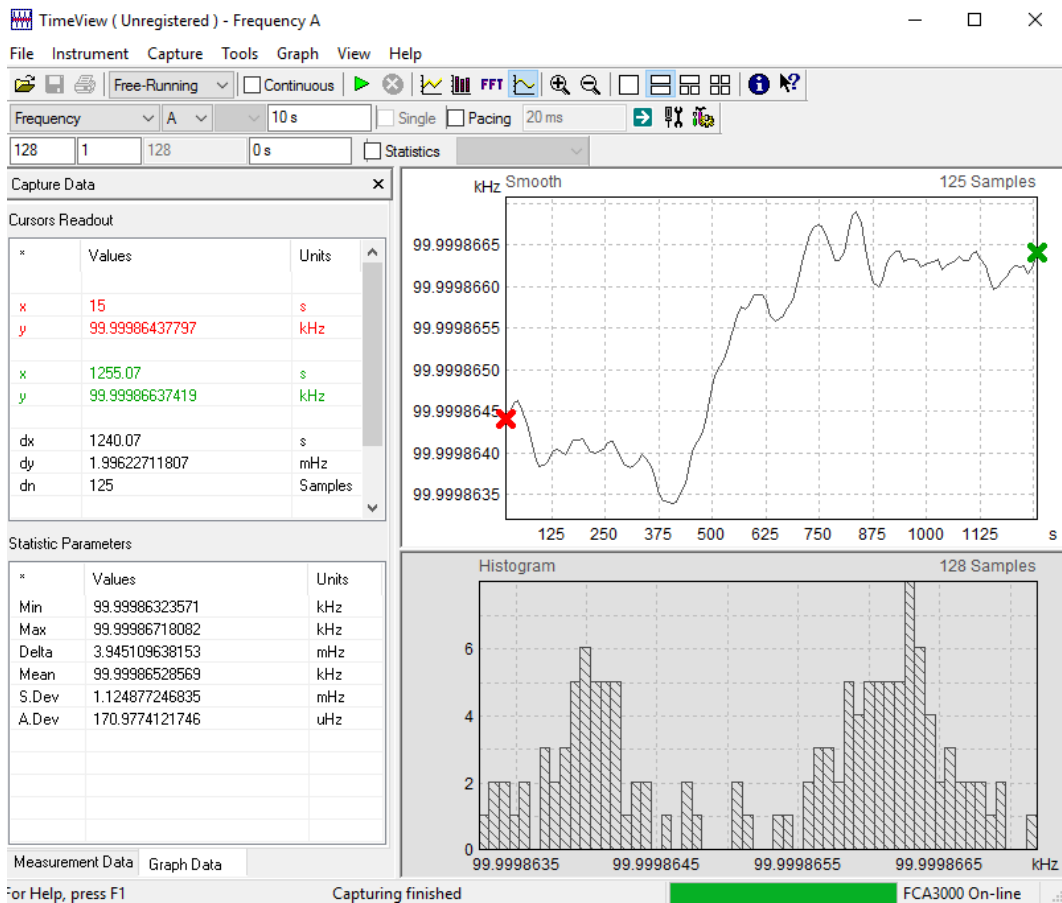 TimeView ( Unregistered ) - Frequency A
File Instrument Capture Tools Graph View Help
Free-Running Continuous FFT
Frequency A 10 s Single Pacing 20 ms
128 1 128 0 s Statistics
Capture Data
Cursors Readout
* Values Units
x 15 s
y 99.99986437797 kHz
x 1255.07 s
y 99.99986637419 kHz
dx 1240.07 s
dy 1.99622711807 mHz
dn 125 Samples
Statistic Parameters
* Values Units
Min 99.99986323571 kHz
Max 99.99986718082 kHz
Delta 3.945109638153 mHz
Mean 99.99986528569 kHz
S.Dev 1.124877246835 mHz
A.Dev 170.9774121746 uHz
Measurement Data Graph Data
kHz Smooth 125 Samples
99.9998665
99.9998660
99.9998655
99.9998650
99.9998645
99.9998640
99.9998635
125 250 375 500 625 750 875 1000 1125 s
Histogram 128 Samples
6
4
2
0
99.9998635 99.9998645 99.9998655 99.9998665 kHz
For Help, press F1 Capturing finished FCA3000 On-line